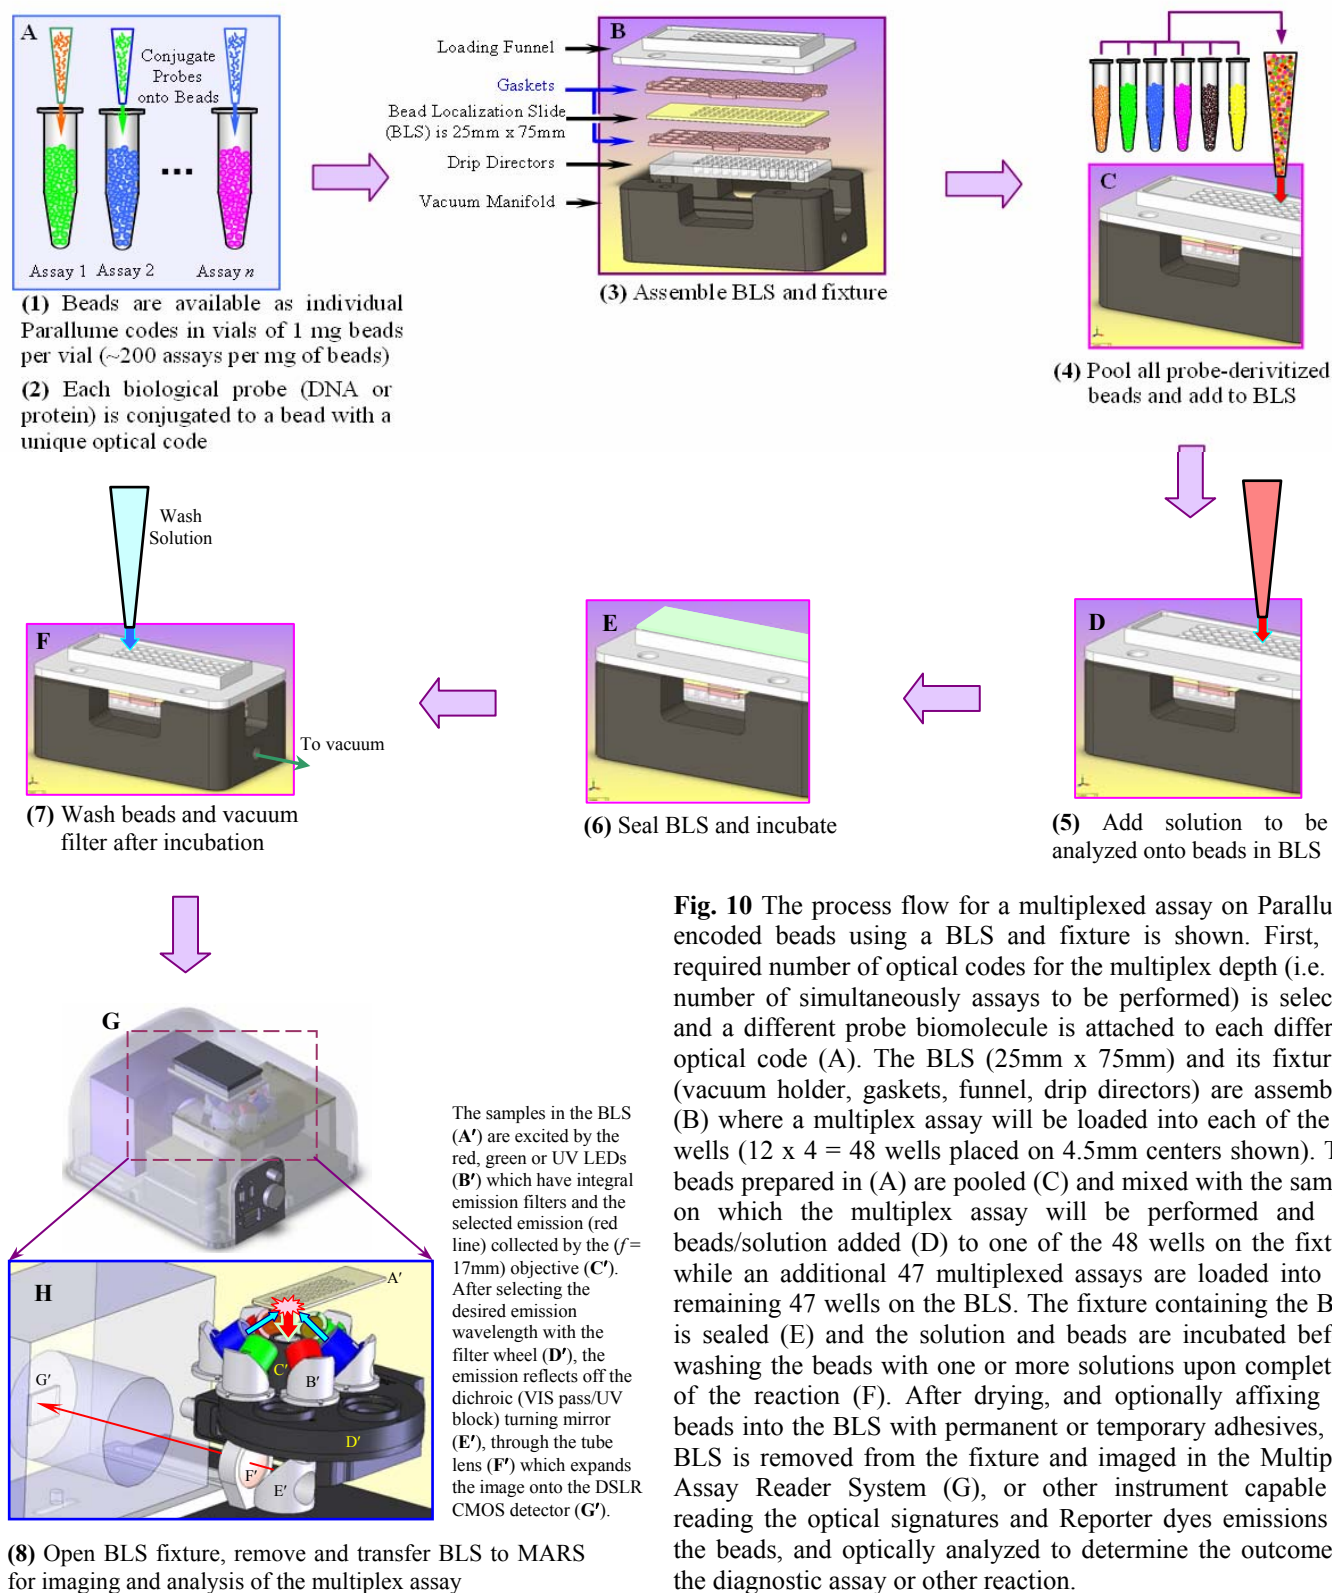 A
Conjugate
Probes
onto Beads
Assay 1
Assay 2
Assay n
(1) Beads are available as individual
Parallume codes in vials of 1 mg beads
per vial (~200 assays per mg of beads)
(2) Each biological probe (DNA or
protein) is conjugated to a bead with a
unique optical code
B
Loading Funnel
Gaskets
Bead Localization Slide
(BLS) is 25mm x 75mm
Drip Directors
Vacuum Manifold
(3) Assemble BLS and fixture
C
(4) Pool all probe-derivitized
beads and add to BLS
D
(5) Add solution to be
analyzed onto beads in BLS
E
(6) Seal BLS and incubate
Wash
Solution
F
To vacuum
(7) Wash beads and vacuum
filter after incubation
G
H
A′
B′
C′
D′
E′
F′
G′
The samples in the BLS
(A′) are excited by the
red, green or UV LEDs
(B′) which have integral
emission filters and the
selected emission (red
line) collected by the (f =
17mm) objective (C′).
After selecting the
desired emission
wavelength with the
filter wheel (D′), the
emission reflects off the
dichroic (VIS pass/UV
block) turning mirror
(E′), through the tube
lens (F′) which expands
the image onto the DSLR
CMOS detector (G′).
(8) Open BLS fixture, remove and transfer BLS to MARS
for imaging and analysis of the multiplex assay
Fig. 10 The process flow for a multiplexed assay on Parallu
encoded beads using a BLS and fixture is shown. First,
required number of optical codes for the multiplex depth (i.e.
number of simultaneously assays to be performed) is selec
and a different probe biomolecule is attached to each differ
optical code (A). The BLS (25mm x 75mm) and its fixtur
(vacuum holder, gaskets, funnel, drip directors) are assemb
(B) where a multiplex assay will be loaded into each of the
wells (12 x 4 = 48 wells placed on 4.5mm centers shown). T
beads prepared in (A) are pooled (C) and mixed with the sam
on which the multiplex assay will be performed and
beads/solution added (D) to one of the 48 wells on the fixt
while an additional 47 multiplexed assays are loaded into
remaining 47 wells on the BLS. The fixture containing the B
is sealed (E) and the solution and beads are incubated bef
washing the beads with one or more solutions upon complet
of the reaction (F). After drying, and optionally affixing
beads into the BLS with permanent or temporary adhesives,
BLS is removed from the fixture and imaged in the Multip
Assay Reader System (G), or other instrument capable
reading the optical signatures and Reporter dyes emissions
the beads, and optically analyzed to determine the outcome
the diagnostic assay or other reaction.